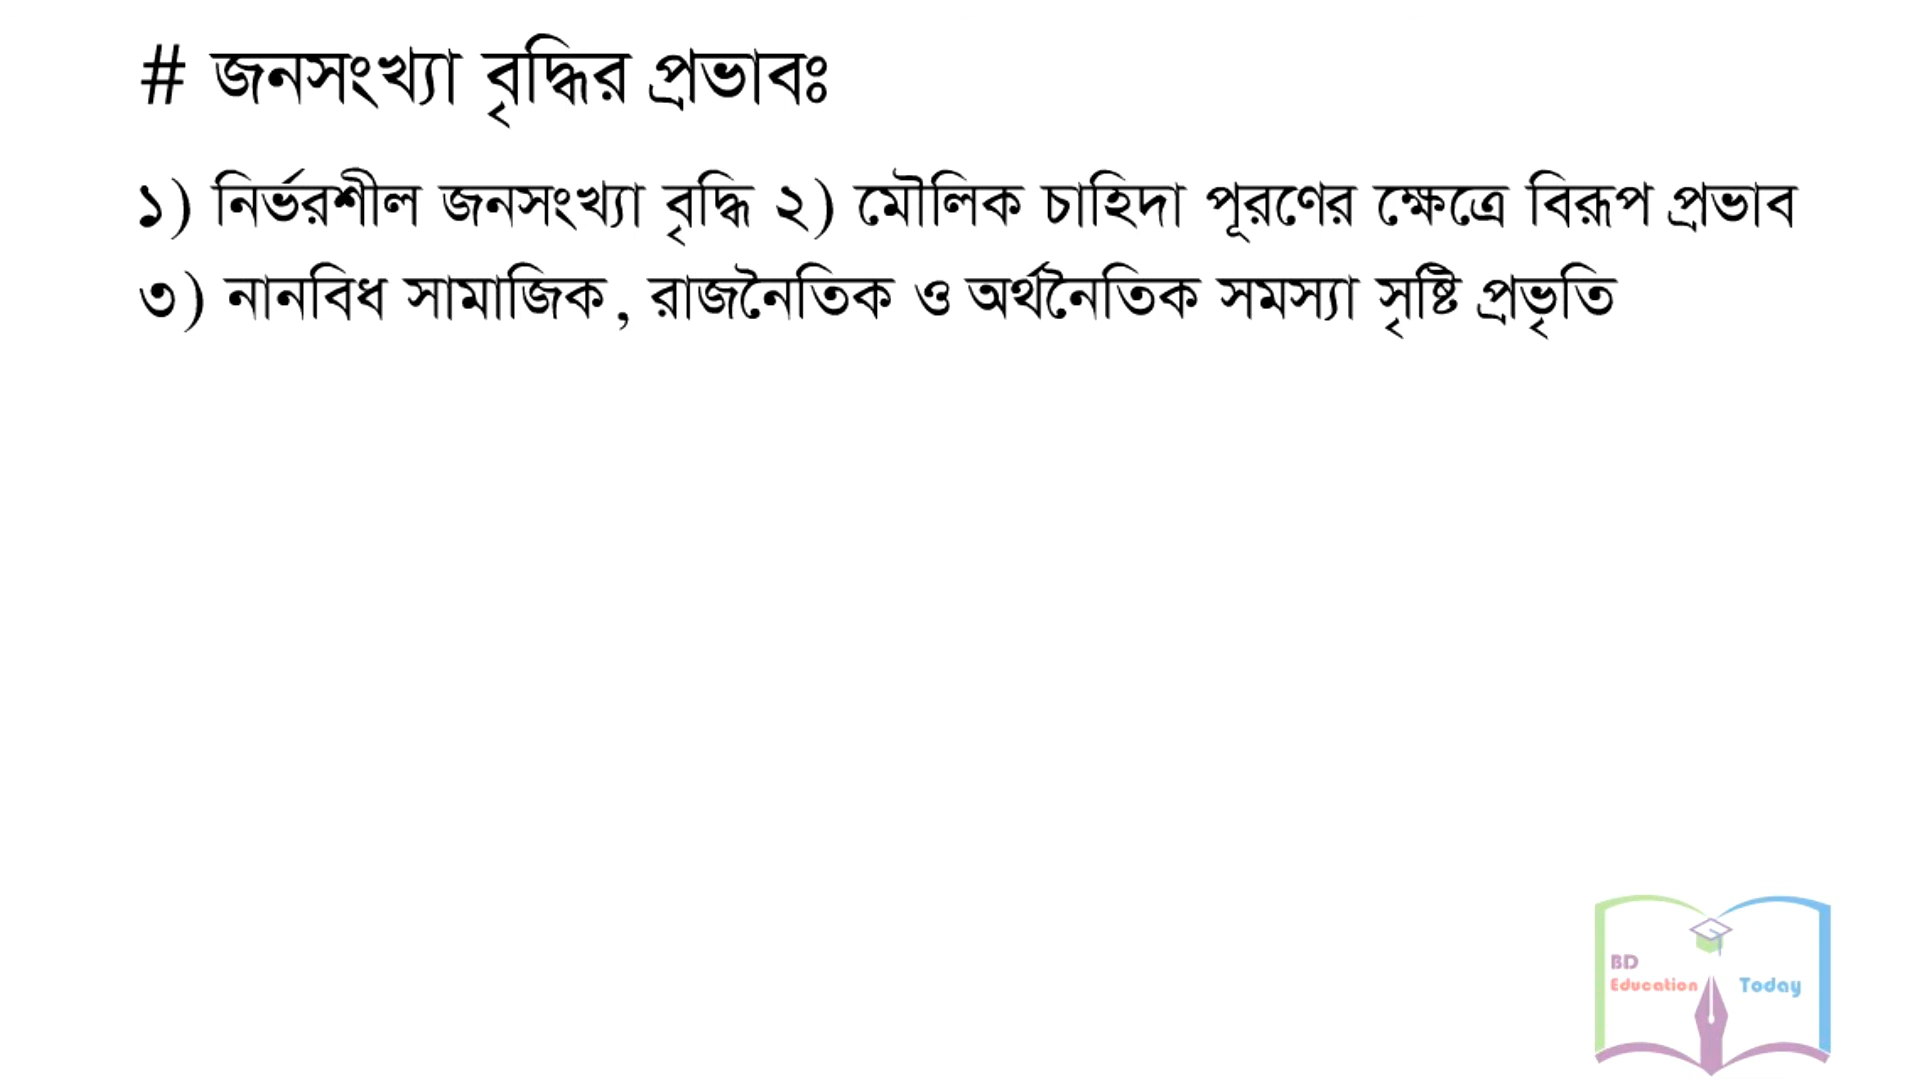 # জনসংখ্যা বৃদ্ধির প্রভাবঃ
১) নির্ভরশীল জনসংখ্যা বৃদ্ধি ২) মৌলিক চাহিদা পূরণের ক্ষেত্রে বিরূপ প্রভাব
৩) নানবিধ সামাজিক, রাজনৈতিক ও অর্থনৈতিক সমস্যা সৃষ্টি প্রভৃতি
BD
Education Today